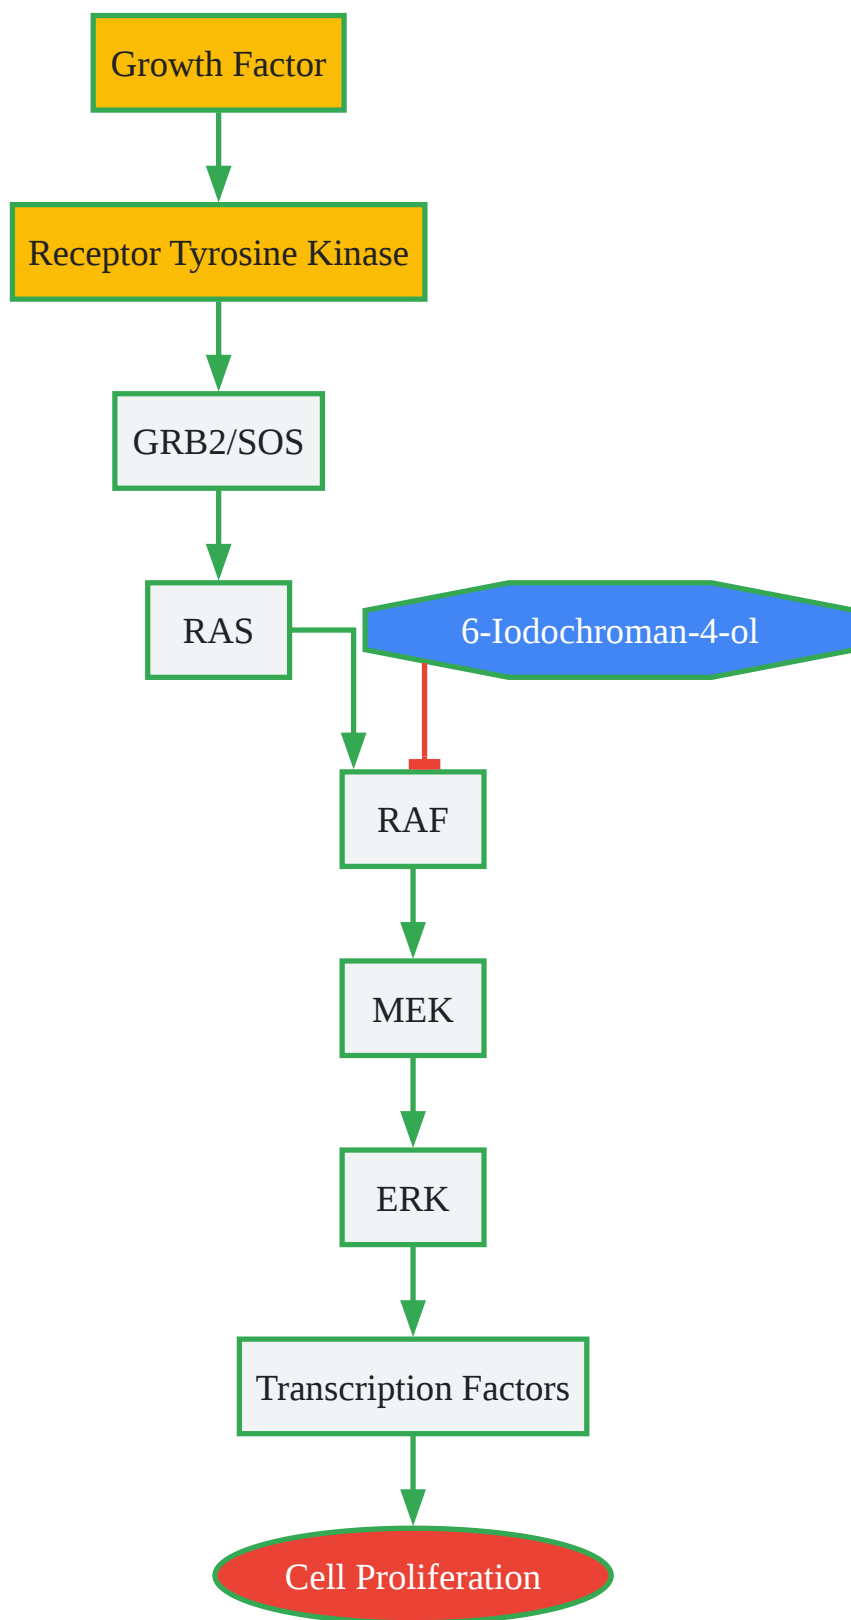 Growth Factor
Receptor Tyrosine Kinase
GRB2/SOS
RAS
6-Iodochroman-4-ol
RAF
MEK
ERK
Transcription Factors
Cell Proliferation